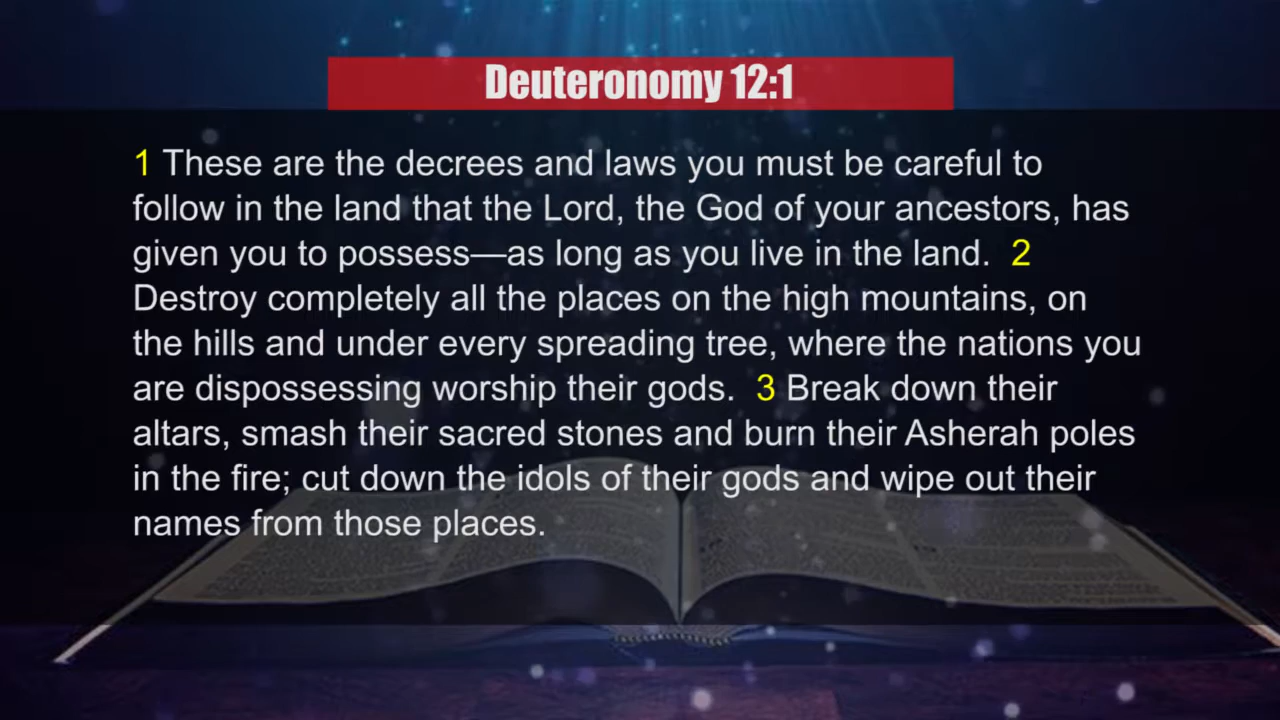 Deuteronomy 12:1
1 These are the decrees and laws you must be careful to
follow in the land that the Lord, the God of your ancestors, has
given you to possess—as long as you live in the land.  2
Destroy completely all the places on the high mountains, on
the hills and under every spreading tree, where the nations you
are dispossessing worship their gods.  3 Break down their
altars, smash their sacred stones and burn their Asherah poles
in the fire; cut down the idols of their gods and wipe out their
names from those places.